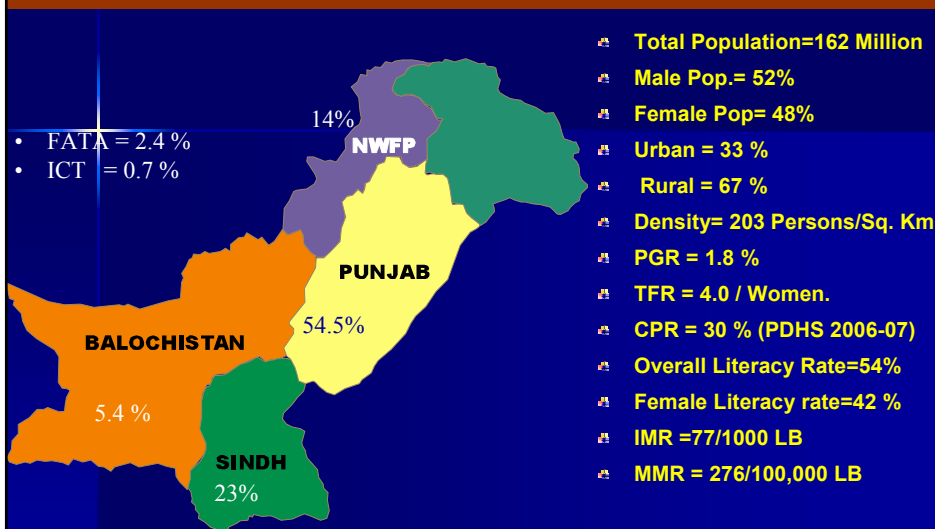 14%
NWFP
• FATA = 2.4 %
• ICT = 0.7 %
PUNJAB
54.5%
BALOCHISTAN
5.4 %
SINDH
23%
Total Population=162 Million
Male Pop.= 52%
Female Pop= 48%
Urban = 33 %
Rural = 67 %
Density= 203 Persons/Sq. Km
PGR = 1.8 %
TFR = 4.0 / Women.
CPR = 30 % (PDHS 2006-07)
Overall Literacy Rate=54%
Female Literacy rate=42 %
IMR =77/1000 LB
MMR = 276/100,000 LB